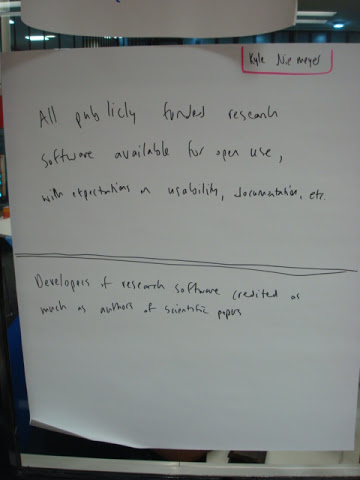 Kyle Niemeyer
All publicly funded research
software available for open use,
with expectations on usability, documentation, etc.
Developers of research software credited as
much as authors of scientific papers